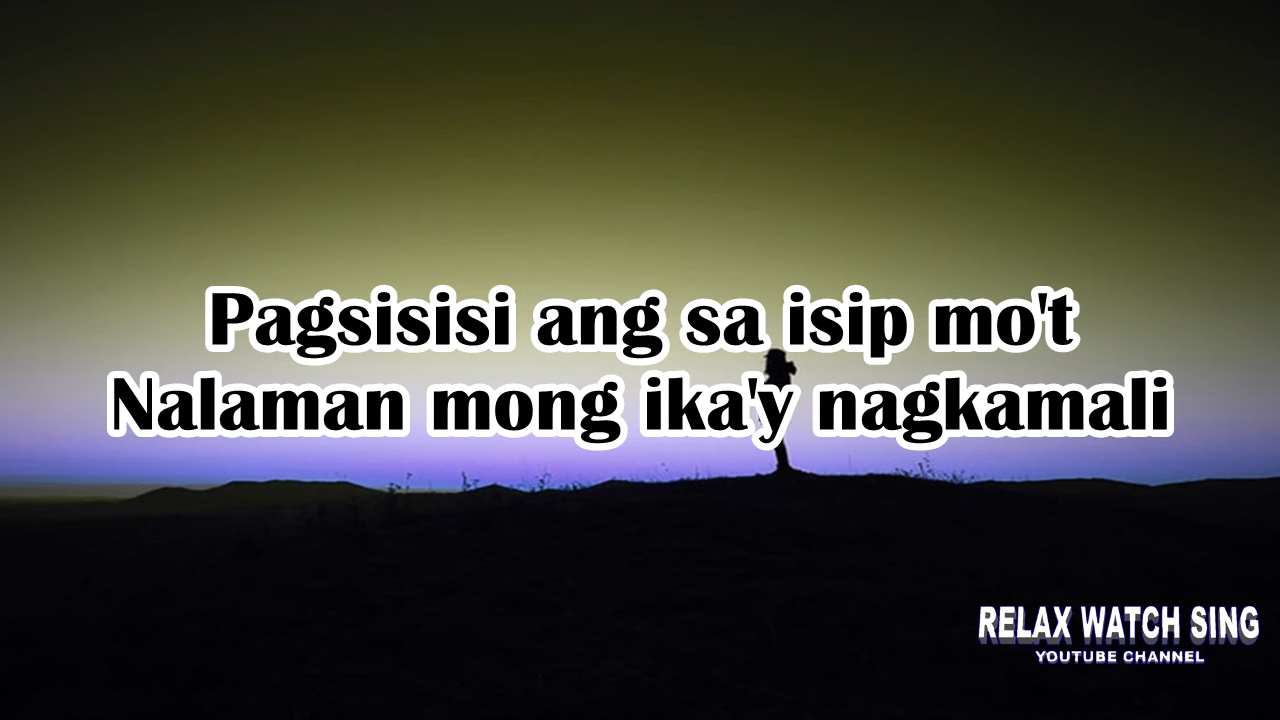 Pagsisisi ang sa isip mo't
Nalaman mong ika'y nagkamali
RELAX WATCH SING
YOUTUBE CHANNEL